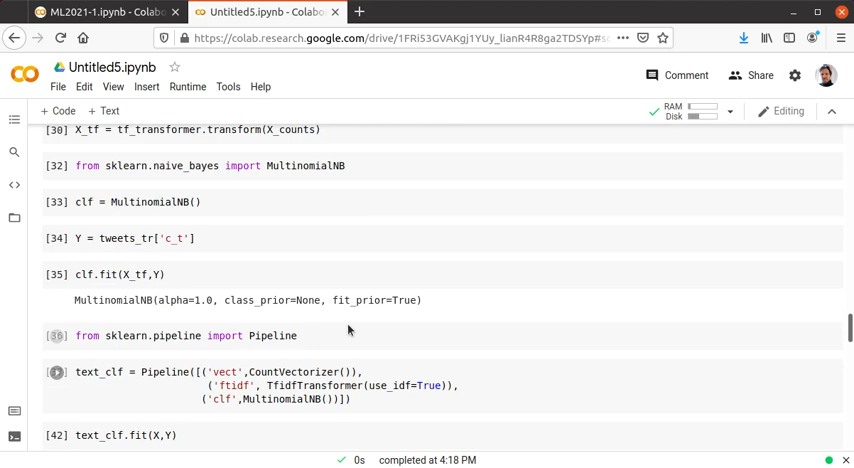 ML2021-1.ipynb - Colabo
Untitled5.ipynb - Colabo
https://colab.research.google.com/drive/1FRi53GVAKgj1YUy_lianR4R8ga2TDSYp#sc
Untitled5.ipynb
File Edit View Insert Runtime Tools Help
Comment
Share
+ Code + Text
RAM
Disk
Editing
[30] X_tf = tf_transformer.transform(X_counts)
[32] from sklearn.naive_bayes import MultinomialNB
[33] clf = MultinomialNB()
[34] Y = tweets_tr['c_t']
[35] clf.fit(X_tf,Y)
MultinomialNB(alpha=1.0, class_prior=None, fit_prior=True)
[36] from sklearn.pipeline import Pipeline
text_clf = Pipeline([('vect',CountVectorizer()),
('ftidf', TfidfTransformer(use_idf=True)),
('clf',MultinomialNB())])
[42] text_clf.fit(X,Y)
0s completed at 4:18 PM